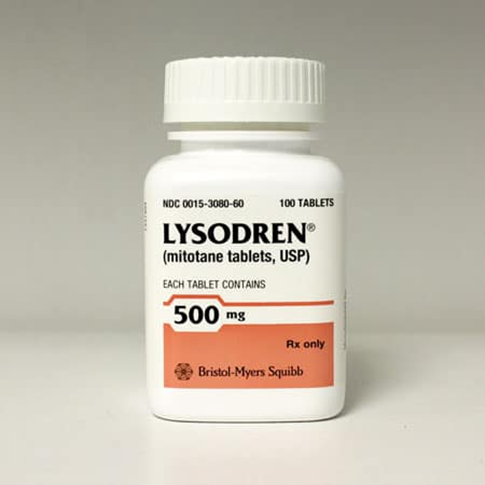 NDC 0015-3080-60 100 TABLETS
LYSODREN®
(mitotane tablets, USP)
EACH TABLET CONTAINS
500 mg
Rx only
Bristol-Myers Squibb